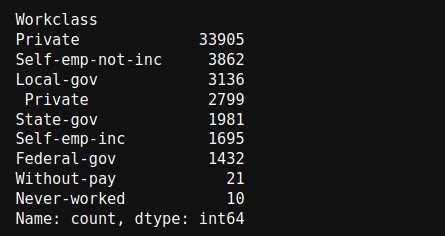 Workclass
Private             33905
Self-emp-not-inc     3862
Local-gov            3136
 Private             2799
State-gov            1981
Self-emp-inc         1695
Federal-gov          1432
Without-pay            21
Never-worked           10
Name: count, dtype: int64